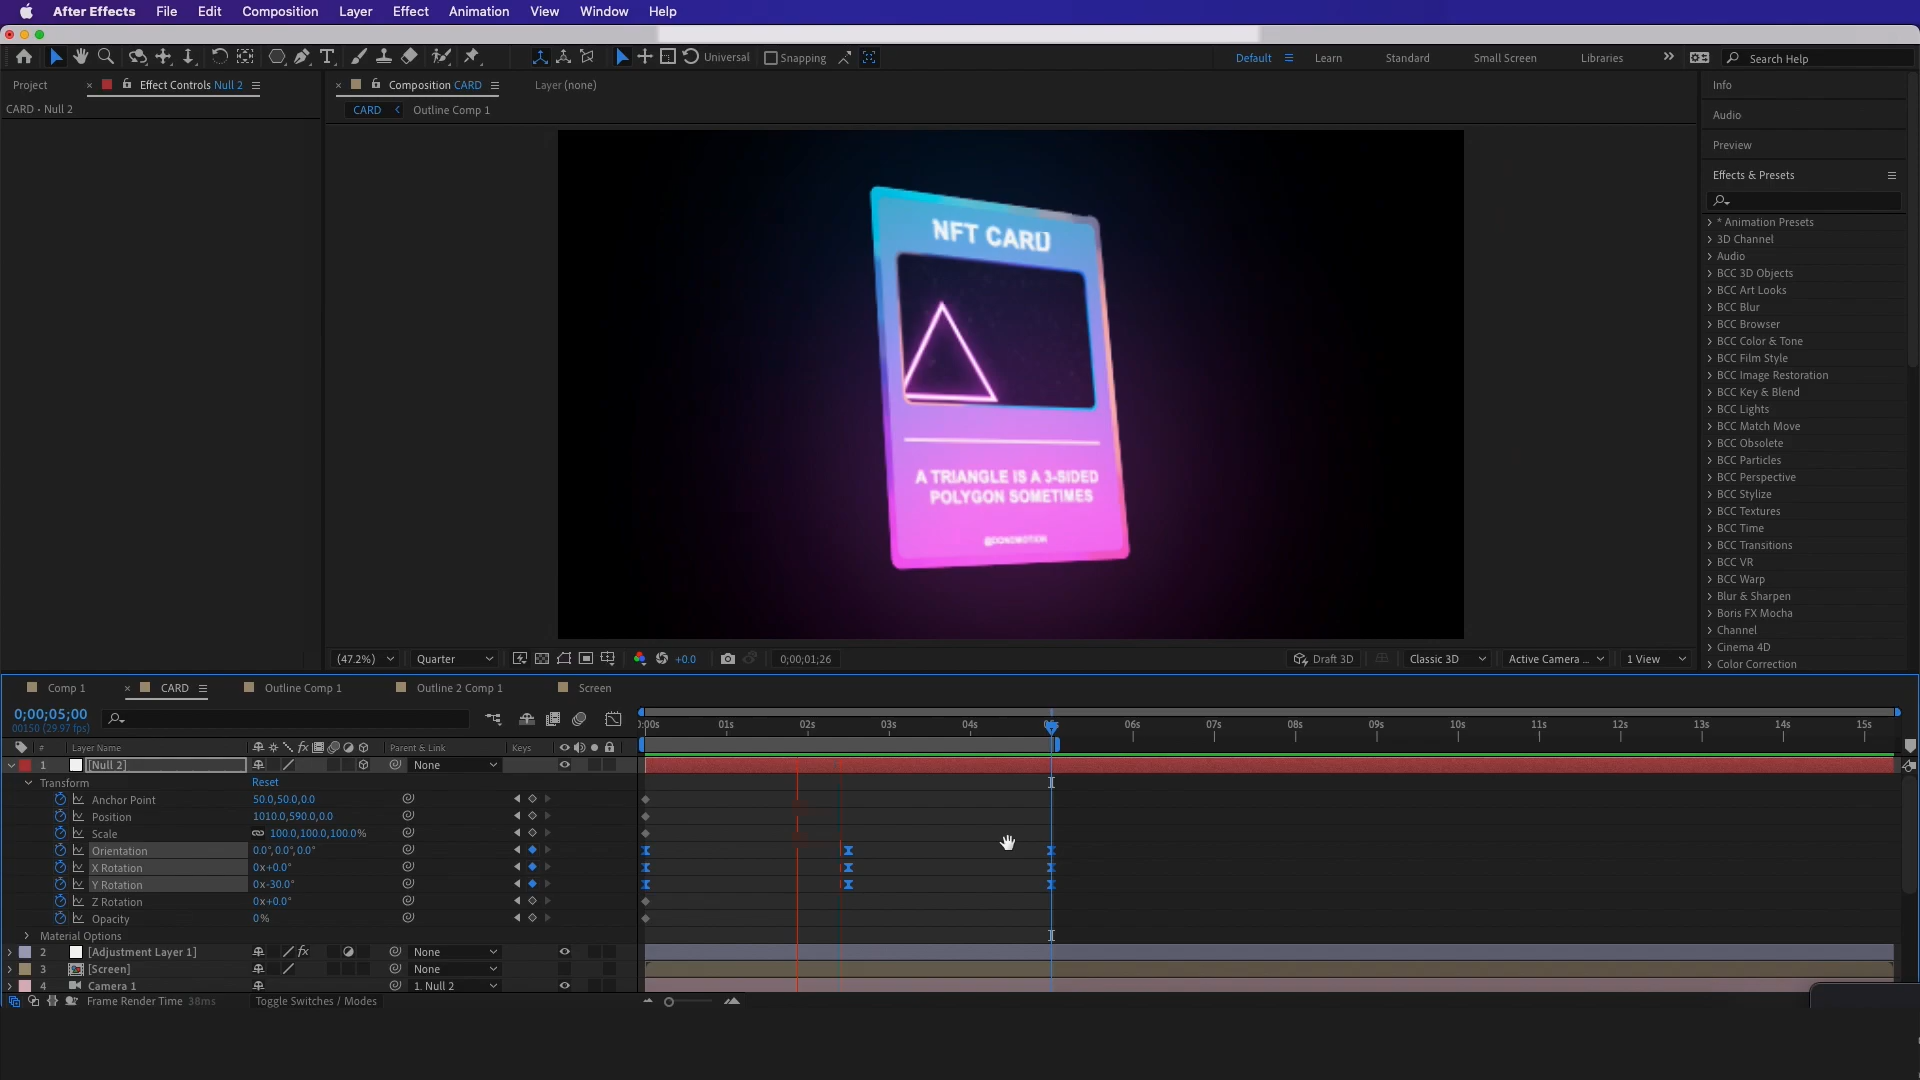 After Effects File Edit Composition Layer Effect Animation View Window Help
Universal Snapping Default Learn Standard Small Screen Libraries Search Help
Project Effect Controls Null 2 Composition CARD Layer (none) Info
CARD • Null 2 CARD Outline Comp 1
Audio
Preview
Effects & Presets
* Animation Presets
3D Channel
Audio
BCC 3D Objects
BCC Art Looks
BCC Blur
BCC Browser
BCC Color & Tone
BCC Film Style
BCC Image Restoration
BCC Key & Blend
BCC Lights
BCC Match Move
BCC Obsolete
BCC Particles
BCC Perspective
BCC Stylize
BCC Textures
BCC Time
BCC Transitions
BCC VR
BCC Warp
Blur & Sharpen
Boris FX Mocha
Channel
Cinema 4D
Color Correction
NFT CARD
A TRIANGLE IS A 3-SIDED
POLYGON SOMETIMES
(47.2%) Quarter +0.0 0;00;01;26 Draft 3D Classic 3D Active Camera ... 1 View
Comp 1 CARD Outline Comp 1 Outline 2 Comp 1 Screen
0;00;05;00
00150 (29.97 fps)
:00s 01s 02s 03s 04s 06s 07s 08s 09s 10s 11s 12s 13s 14s 15s
# Layer Name fx Parent & Link Keys
1 [Null 2] None
Transform Reset
Anchor Point 50.0,50.0,0.0
Position 1010.0,590.0,0.0
Scale 100.0,100.0,100.0%
Orientation 0.0°,0.0°,0.0°
X Rotation 0x+0.0°
Y Rotation 0x-30.0°
Z Rotation 0x+0.0°
Opacity 0%
Material Options
2 [Adjustment Layer 1] fx None
3 [Screen] None
4 Camera 1 1. Null 2
Frame Render Time 38ms Toggle Switches / Modes